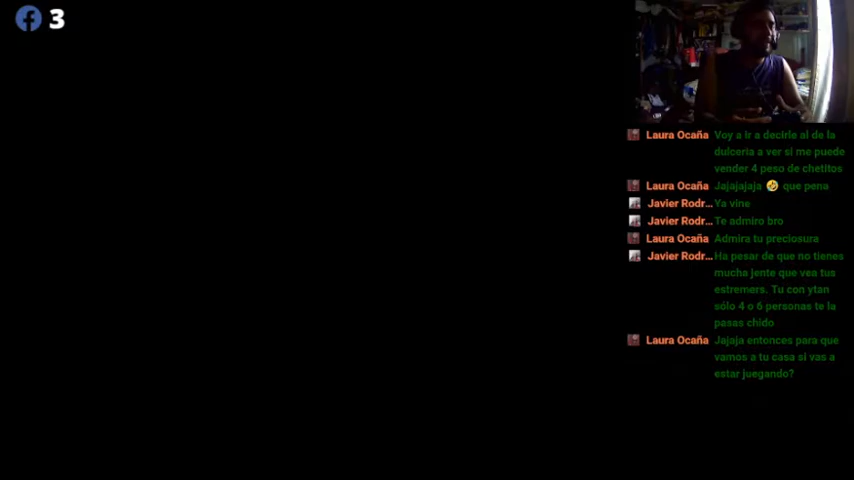 3
Laura Ocaña Voy a ir a decirle al de la
dulceria a ver si me puede
vender 4 peso de chetitos
Laura Ocaña Jajajajaja 🤣 que pena
Javier Rodr... Ya vine
Javier Rodr... Te admiro bro
Laura Ocaña Admira tu preciosura
Javier Rodr... Ha pesar de que no tienes
mucha jente que vea tus
estremers. Tu con ytan
sólo 4 o 6 personas te la
pasas chido
Laura Ocaña Jajaja entonces para que
vamos a tu casa si vas a
estar juegando?